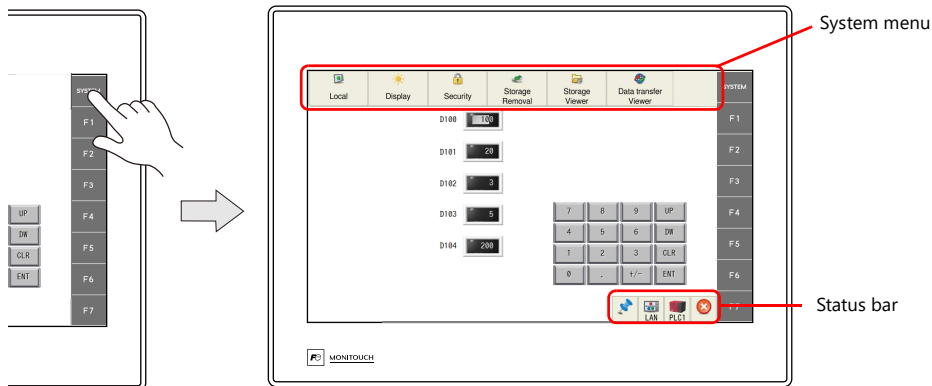 System menu
SYSTEM
F1
F2
F3
F4
F5
F6
F7
UP
DW
CLR
ENT
Local
Display
Security
Storage
Removal
Storage
Viewer
Data transfer
Viewer
SYSTEM
D100 100
D101 20
D102 3
D103 5
D104 200
7 8 9 UP
4 5 6 DW
1 2 3 CLR
0 . +/- ENT
F1
F2
F3
F4
F5
F6
LAN PLC1
Status bar
MONITOUCH